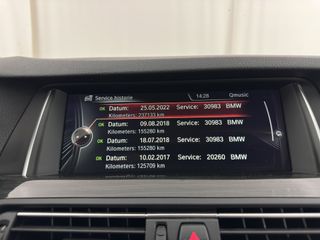 Service historie 14:28 Qmusic
OK Datum: 25.05.2022 Service: 30983 BMW
Kilometers: 237133 km
OK Datum: 09.08.2018 Service: 30983 BMW
Kilometers: 155280 km
OK Datum: 18.07.2018 Service: 30983 BMW
Kilometers: 155280 km
OK Datum: 10.02.2017 Service: 20260 BMW
Kilometers: 125709 km